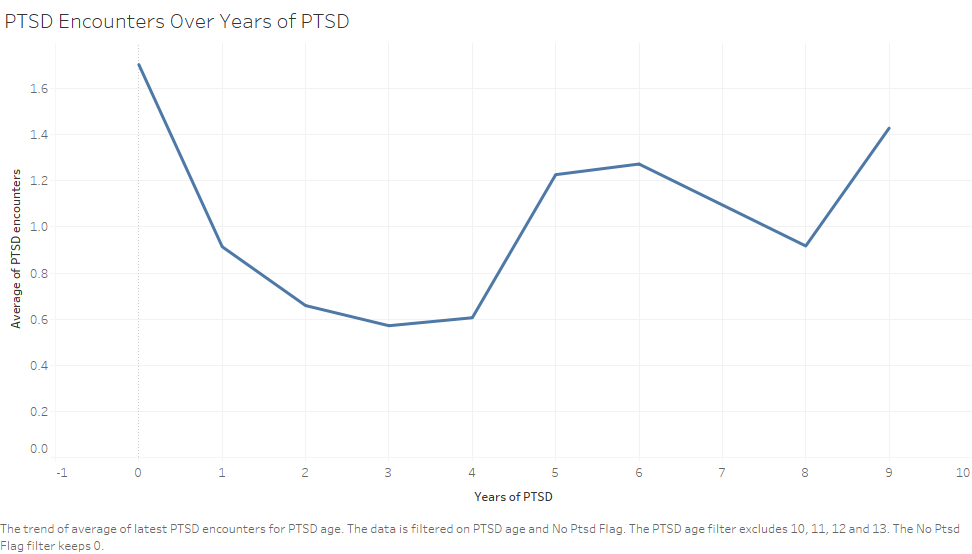 PTSD Encounters Over Years of PTSD
Average of PTSD encounters
1.6
1.4
1.2
1.0
0.8
0.6
0.4
0.2
0.0
-1 0 1 2 3 4 5 6 7 8 9 10
Years of PTSD
The trend of average of latest PTSD encounters for PTSD age. The data is filtered on PTSD age and No Ptsd Flag. The PTSD age filter excludes 10, 11, 12 and 13. The No Ptsd
Flag filter keeps 0.